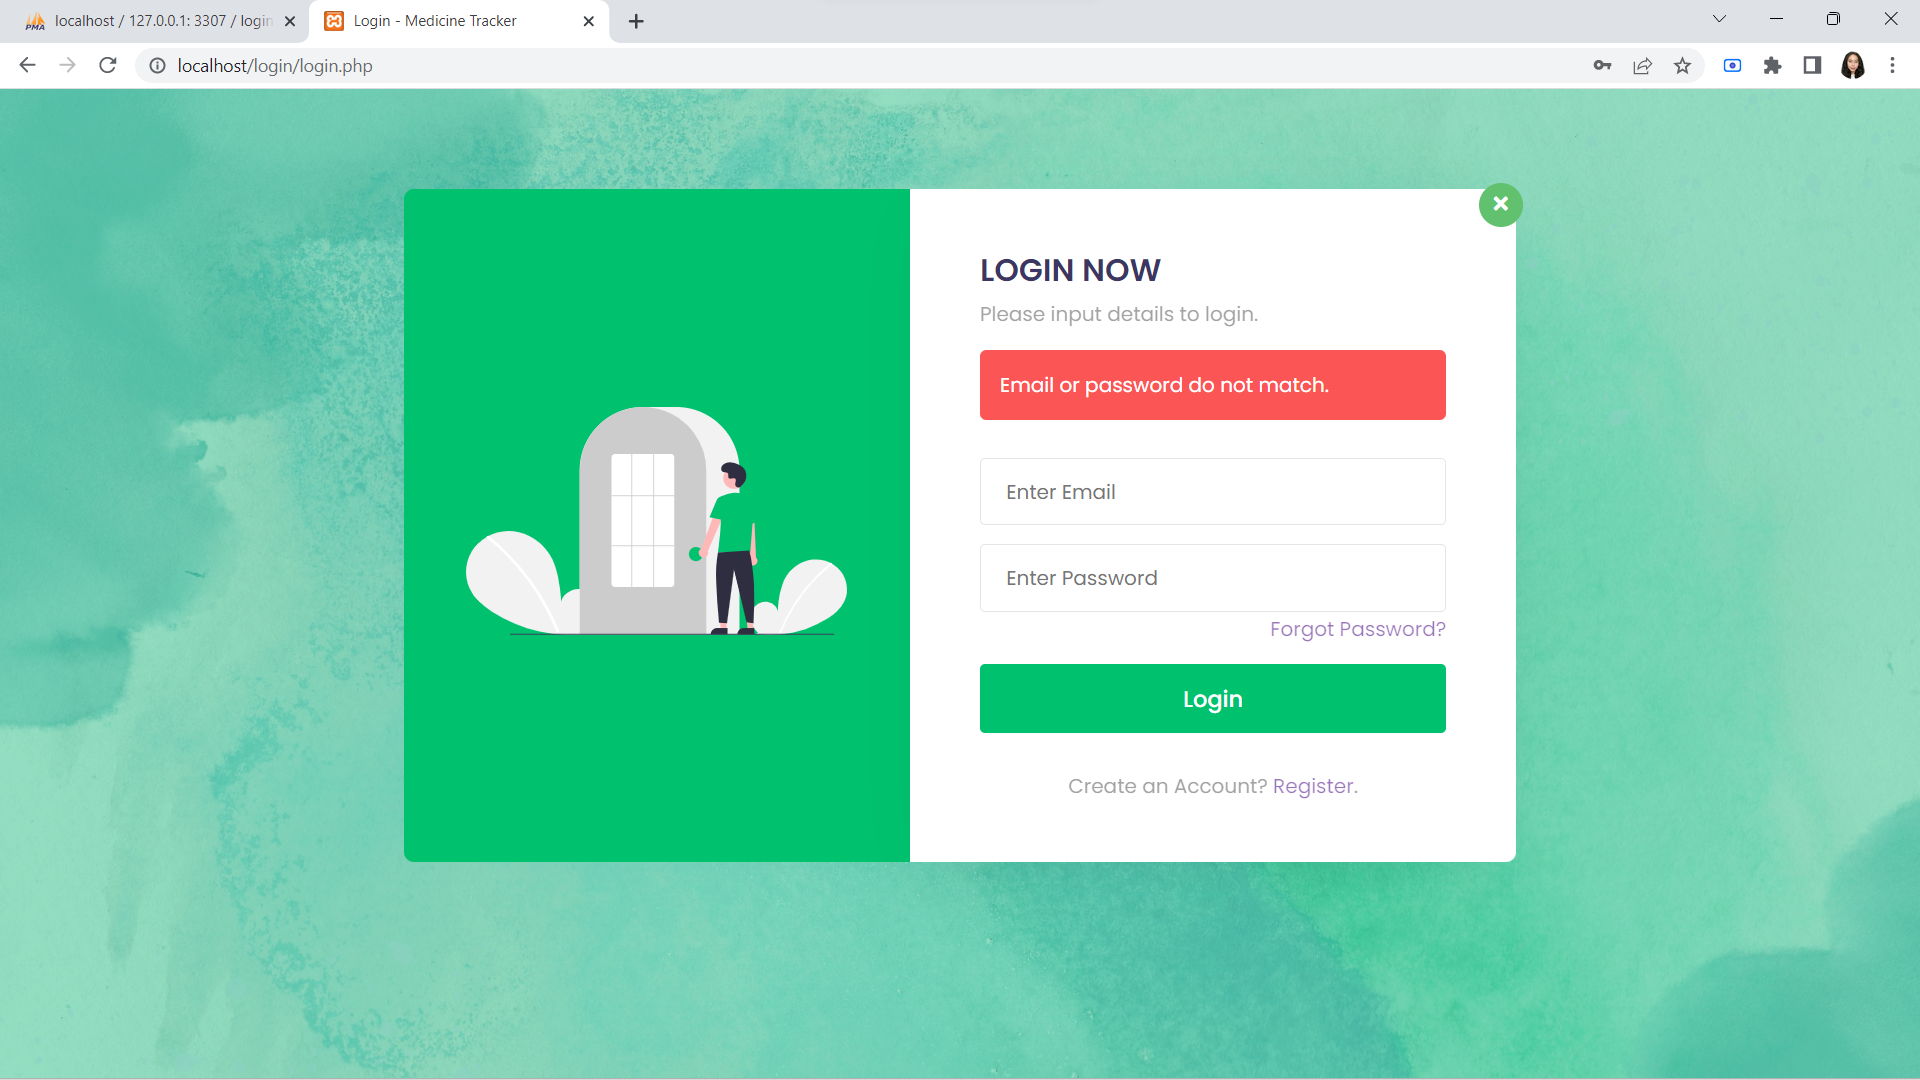 PMA
localhost / 127.0.0.1: 3307 / login
Login - Medicine Tracker
localhost/login/login.php
LOGIN NOW
Please input details to login.
Email or password do not match.
Enter Email
Enter Password
Forgot Password?
Login
Create an Account? Register.